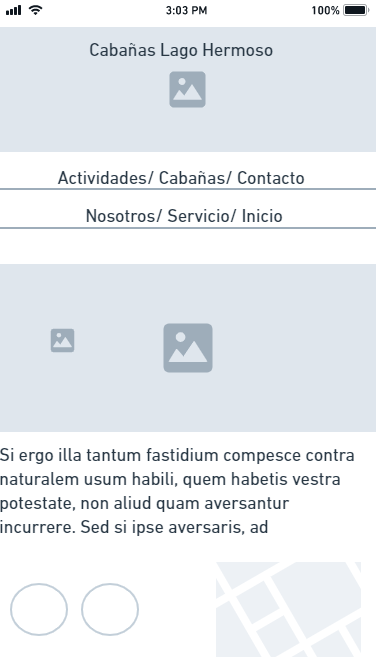 3:03 PM 100%
Cabañas Lago Hermoso
Actividades/ Cabañas/ Contacto
Nosotros/ Servicio/ Inicio
Si ergo illa tantum fastidium compesce contra
naturalem usum habili, quem habetis vestra
potestate, non aliud quam aversantur
incurrere. Sed si ipse aversaris, ad